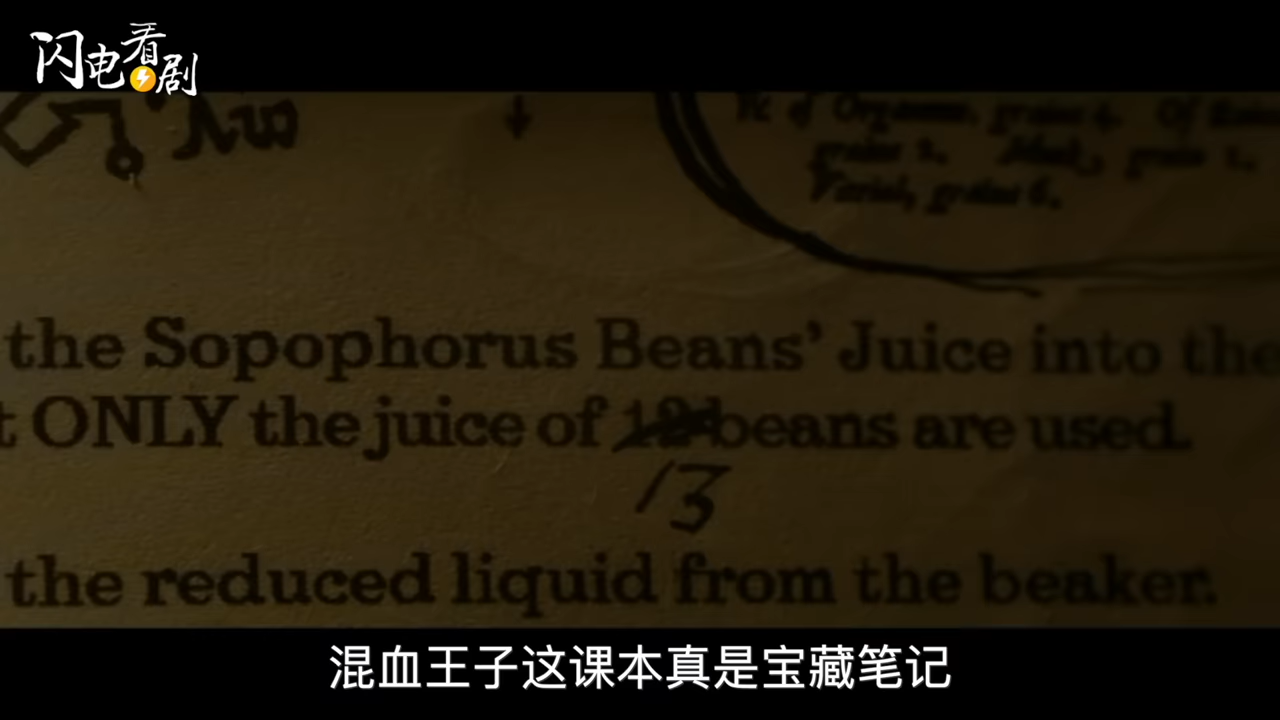 闪电看剧
grains 6.
the Sopophorus Beans' Juice into the
t ONLY the juice of 12 beans are used.
13
the reduced liquid from the beaker.
混血王子这课本真是宝藏笔记